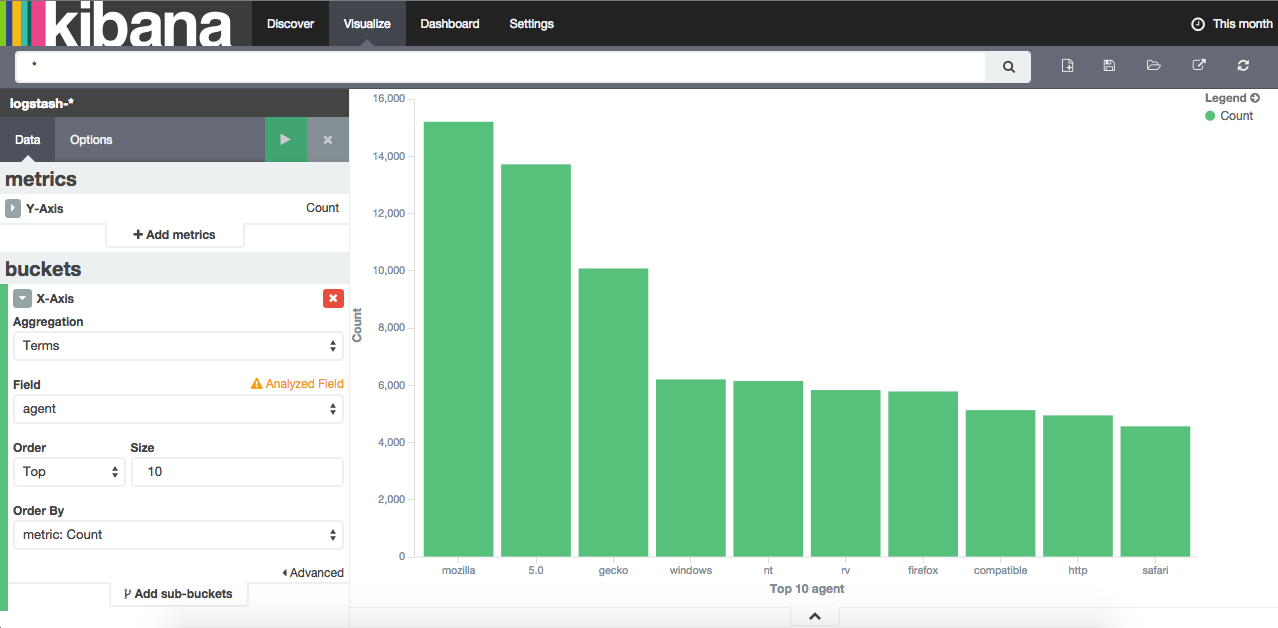 kibana
Discover
Visualize
Dashboard
Settings
This month
*
logstash-*
Data
Options
metrics
Y-Axis
Count
Add metrics
buckets
X-Axis
Aggregation
Terms
Field
Analyzed Field
agent
Order
Size
Top
10
Order By
metric: Count
Advanced
Add sub-buckets
Legend
Count
16,000
14,000
12,000
10,000
8,000
6,000
4,000
2,000
0
Count
mozilla
5.0
gecko
windows
nt
rv
firefox
compatible
http
safari
Top 10 agent